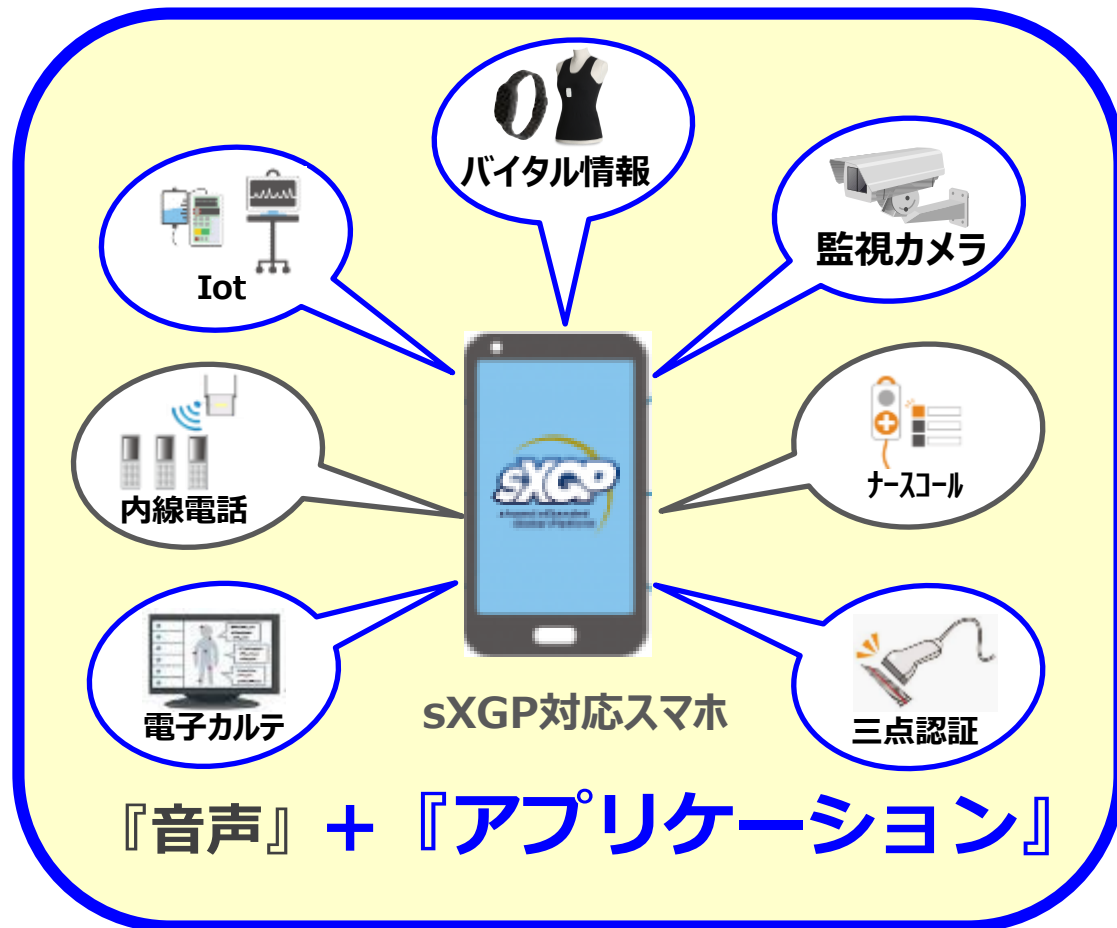 バイタル情報
監視カメラ
Iot
内線電話
ナースコール
sXGP
電子カルテ
sXGP対応スマホ
三点認証
『音声』+『アプリケーション』